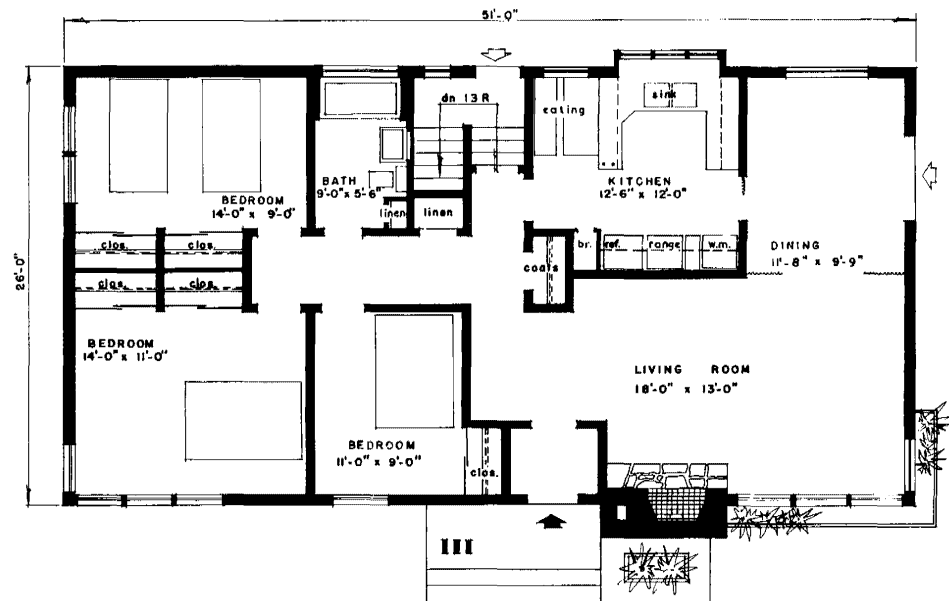 51'-0"
26'-0"
dn 13 R
eating
sink
BEDROOM
14'-0" x 9'-0"
BATH
9'-0" x 5'-6"
linen
linen
KITCHEN
12'-6" x 12'-0"
clos.
clos.
clos.
clos.
coats
br.
ref.
range
w.m.
DINING
11'-8" x 9'-9"
BEDROOM
14'-0" x 11'-0"
LIVING ROOM
18'-0" x 13'-0"
BEDROOM
11'-0" x 9'-0"
clos.